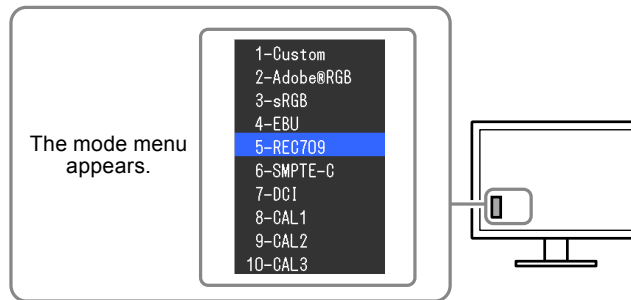 The mode menu
appears.
1-Custom
2-Adobe®RGB
3-sRGB
4-EBU
5-REC709
6-SMPTE-C
7-DCI
8-CAL1
9-CAL2
10-CAL3